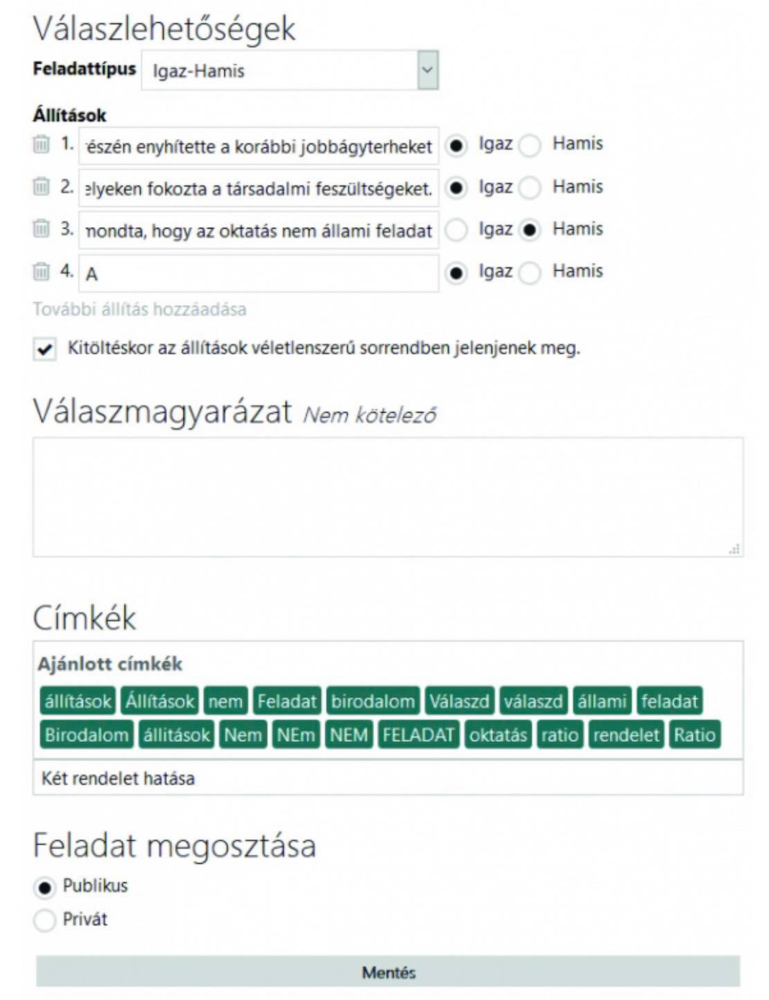 Válaszlehetőségek
Feladattípus Igaz-Hamis
Állítások
1. részén enyhítette a korábbi jobbágyterheket Igaz Hamis
2. elyeken fokozta a társadalmi feszültségeket. Igaz Hamis
3. mondta, hogy az oktatás nem állami feladat Igaz Hamis
4. A Igaz Hamis
További állítás hozzáadása
Kitöltéskor az állítások véletlenszerű sorrendben jelenjenek meg.
Válaszmagyarázat Nem kötelező
Címkék
Ajánlott címkék
állítások Állítások nem Feladat birodalom Válaszd válaszd állami feladat
Birodalom állitások Nem NEm NEM FELADAT oktatás ratio rendelet Ratio
Két rendelet hatása
Feladat megosztása
Publikus
Privát
Mentés